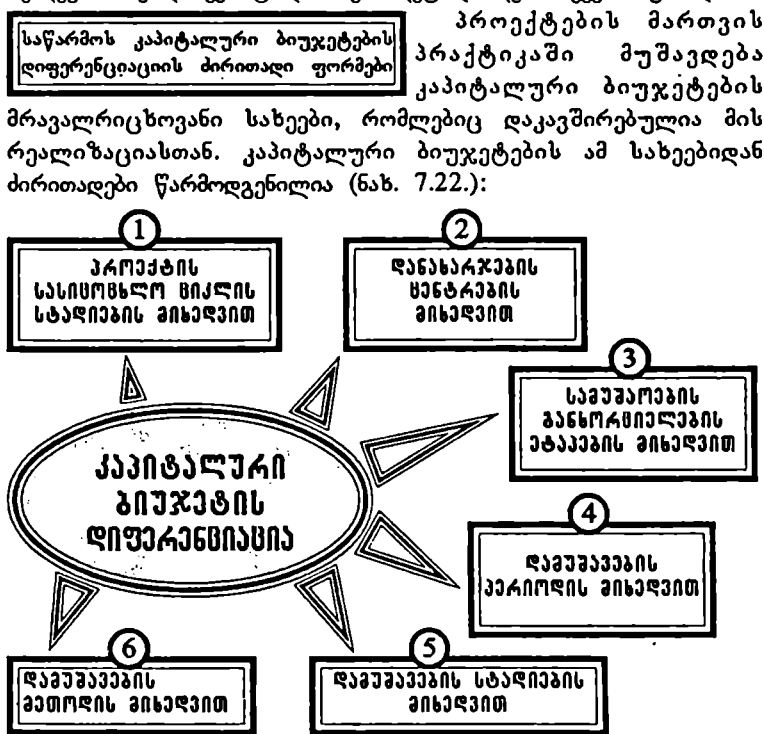 პროექტების მართვის
საწარმოს კაპიტალური ბიუჯეტების
დიფერენციაციის ძირითადი ფორმები
პრაქტიკაში მუშავდება
კაპიტალური ბიუჯეტების
მრავალრიცხოვანი სახეები, რომლებიც დაკავშირებულია მის
რეალიზაციასთან. კაპიტალური ბიუჯეტების ამ სახეებიდან
ძირითადები წარმოდგენილია (ნახ. 7.22.):
1
პროექტის
სასიცოცხლო ციკლის
სტადიების მიხედვით
2
დანახარჯების
ცენტრების
მიხედვით
3
სამუშაოების
განხორციელების
ეტაპების მიხედვით
კაპიტალური
ბიუჯეტის
დიფერენციაცია
4
დამუშავების
პერიოდის მიხედვით
6
დამუშავების
მეთოდის მიხედვით
5
დამუშავების სტადიების
მიხედვით